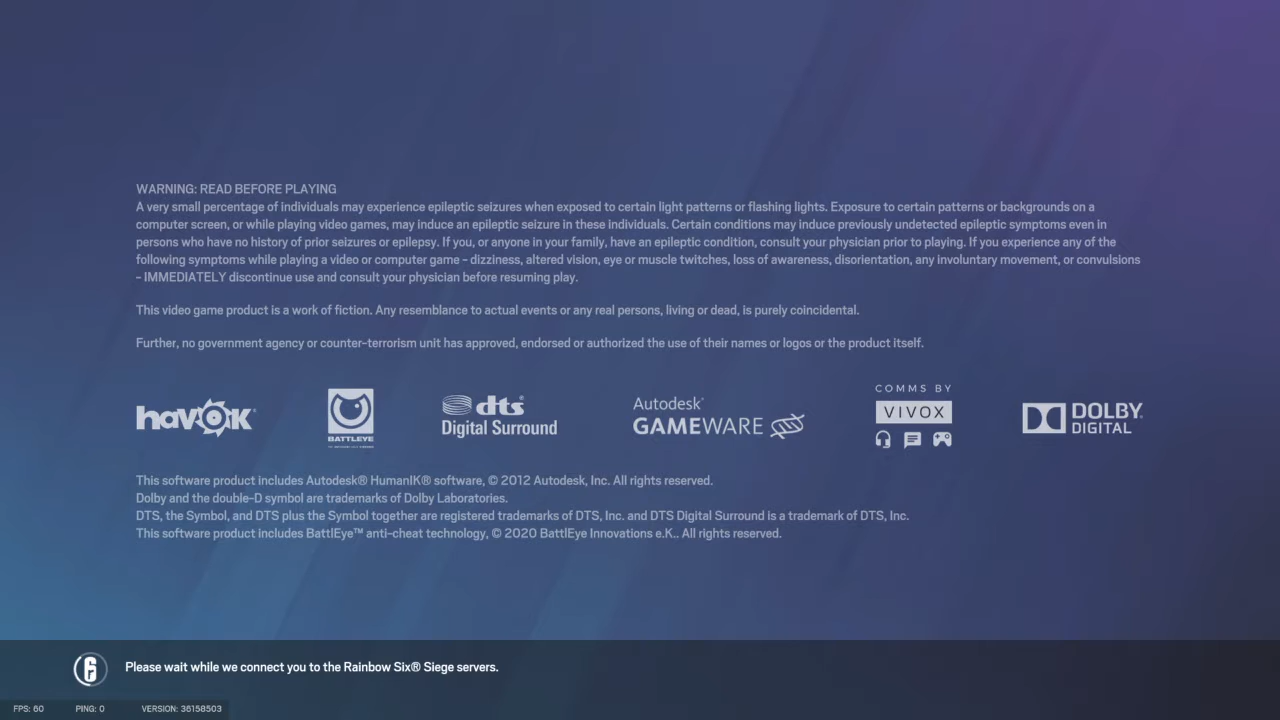 WARNING: READ BEFORE PLAYING
A very small percentage of individuals may experience epileptic seizures when exposed to certain light patterns or flashing lights. Exposure to certain patterns or backgrounds on a
computer screen, or while playing video games, may induce an epileptic seizure in these individuals. Certain conditions may induce previously undetected epileptic symptoms even in
persons who have no history of prior seizures or epilepsy. If you, or anyone in your family, have an epileptic condition, consult your physician prior to playing. If you experience any of the
following symptoms while playing a video or computer game - dizziness, altered vision, eye or muscle twitches, loss of awareness, disorientation, any involuntary movement, or convulsions
- IMMEDIATELY discontinue use and consult your physician before resuming play.
This video game product is a work of fiction. Any resemblance to actual events or any real persons, living or dead, is purely coincidental.
Further, no government agency or counter-terrorism unit has approved, endorsed or authorized the use of their names or logos or the product itself.
havok
BATTLEYE
dts
Digital Surround
Autodesk®
GAMEWARE
COMMS BY
VIVOX
DOLBY
DIGITAL
This software product includes Autodesk® HumanIK® software, © 2012 Autodesk, Inc. All rights reserved.
Dolby and the double-D symbol are trademarks of Dolby Laboratories.
DTS, the Symbol, and DTS plus the Symbol together are registered trademarks of DTS, Inc. and DTS Digital Surround is a trademark of DTS, Inc.
This software product includes BattlEye™ anti-cheat technology, © 2020 BattlEye Innovations e.K.. All rights reserved.
6 Please wait while we connect you to the Rainbow Six® Siege servers.
FPS: 60 PING: 0 VERSION: 36158503